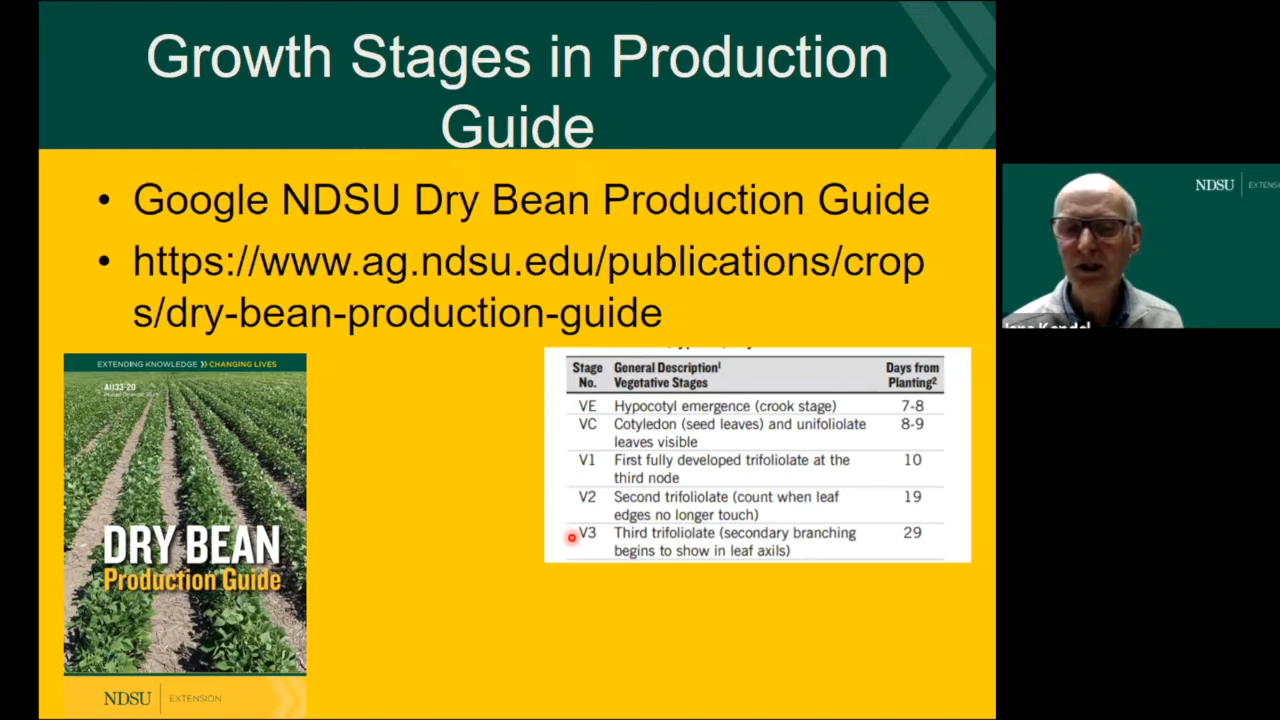 Growth Stages in Production
Guide
• Google NDSU Dry Bean Production Guide
• https://www.ag.ndsu.edu/publications/crop
s/dry-bean-production-guide
EXTENDING KNOWLEDGE CHANGING LIVES
DRY BEAN
Production Guide
NDSU EXTENSION
Stage General Description¹ Days from
No. Vegetative Stages Planting²
VE Hypocotyl emergence (crook stage) 7-8
VC Cotyledon (seed leaves) and unifoliolate 8-9
leaves visible
V1 First fully developed trifoliolate at the 10
third node
V2 Second trifoliolate (count when leaf 19
edges no longer touch)
V3 Third trifoliolate (secondary branching 29
begins to show in leaf axils)
NDSU